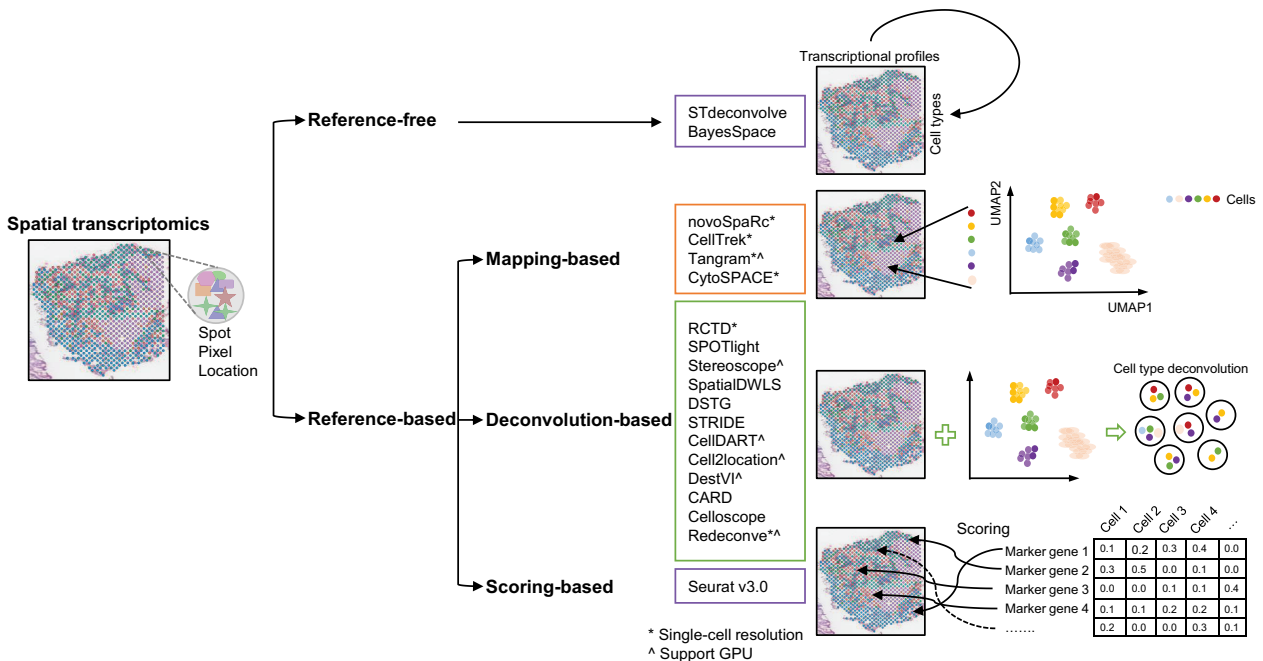 Transcriptional profiles
Reference-free
STdeconvolve
BayesSpace
Cell types
Spatial transcriptomics
Spot
Pixel
Location
Mapping-based
novoSpaRc*
CellTrek*
Tangram*^
CytoSPACE*
UMAP2
UMAP1
Cells
Reference-based
Deconvolution-based
RCTD*
SPOTlight
Stereoscope^
SpatialDWLS
DSTG
STRIDE
CellDART^
Cell2location^
DestVI^
CARD
Celloscope
Redeconve*^
Cell type deconvolution
Scoring-based
Seurat v3.0
Scoring
Cell 1 Cell 2 Cell 3 Cell 4 ...
Marker gene 1 0.1 0.2 0.3 0.4 0.0
Marker gene 2 0.3 0.5 0.0 0.1 0.0
Marker gene 3 0.0 0.0 0.1 0.1 0.4
Marker gene 4 0.1 0.1 0.2 0.2 0.1
....... 0.2 0.0 0.0 0.3 0.1
* Single-cell resolution
^ Support GPU